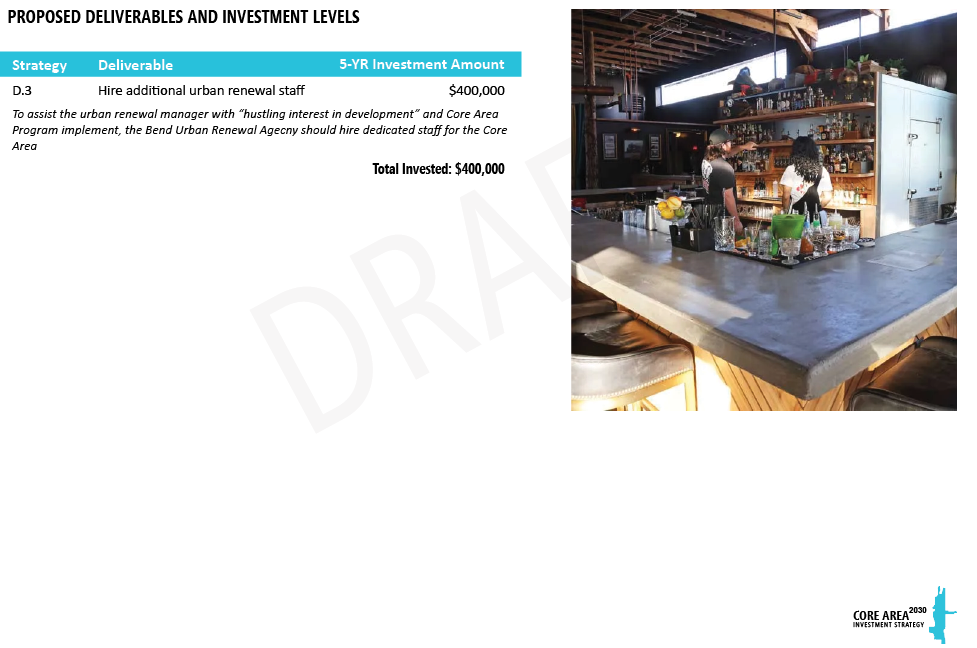 PROPOSED DELIVERABLES AND INVESTMENT LEVELS
Strategy Deliverable 5-YR Investment Amount
D.3 Hire additional urban renewal staff $400,000
To assist the urban renewal manager with “hustling interest in development” and Core Area
Program implement, the Bend Urban Renewal Agecny should hire dedicated staff for the Core
Area
Total Invested: $400,000
DRAF
CORE AREA 2030
INVESTMENT STRATEGY